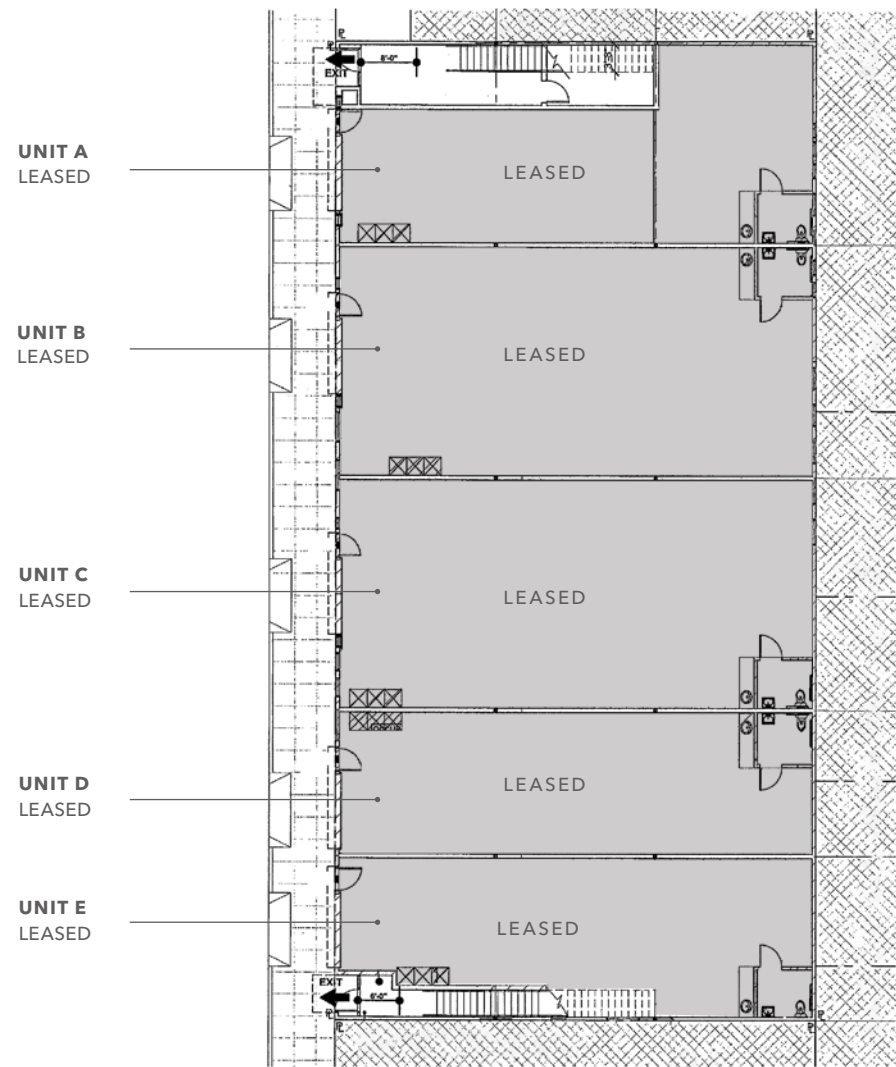 EXIT
8'-0"
UNIT A
LEASED
LEASED
UNIT B
LEASED
LEASED
UNIT C
LEASED
LEASED
UNIT D
LEASED
LEASED
UNIT E
LEASED
LEASED
EXIT
6'-0"